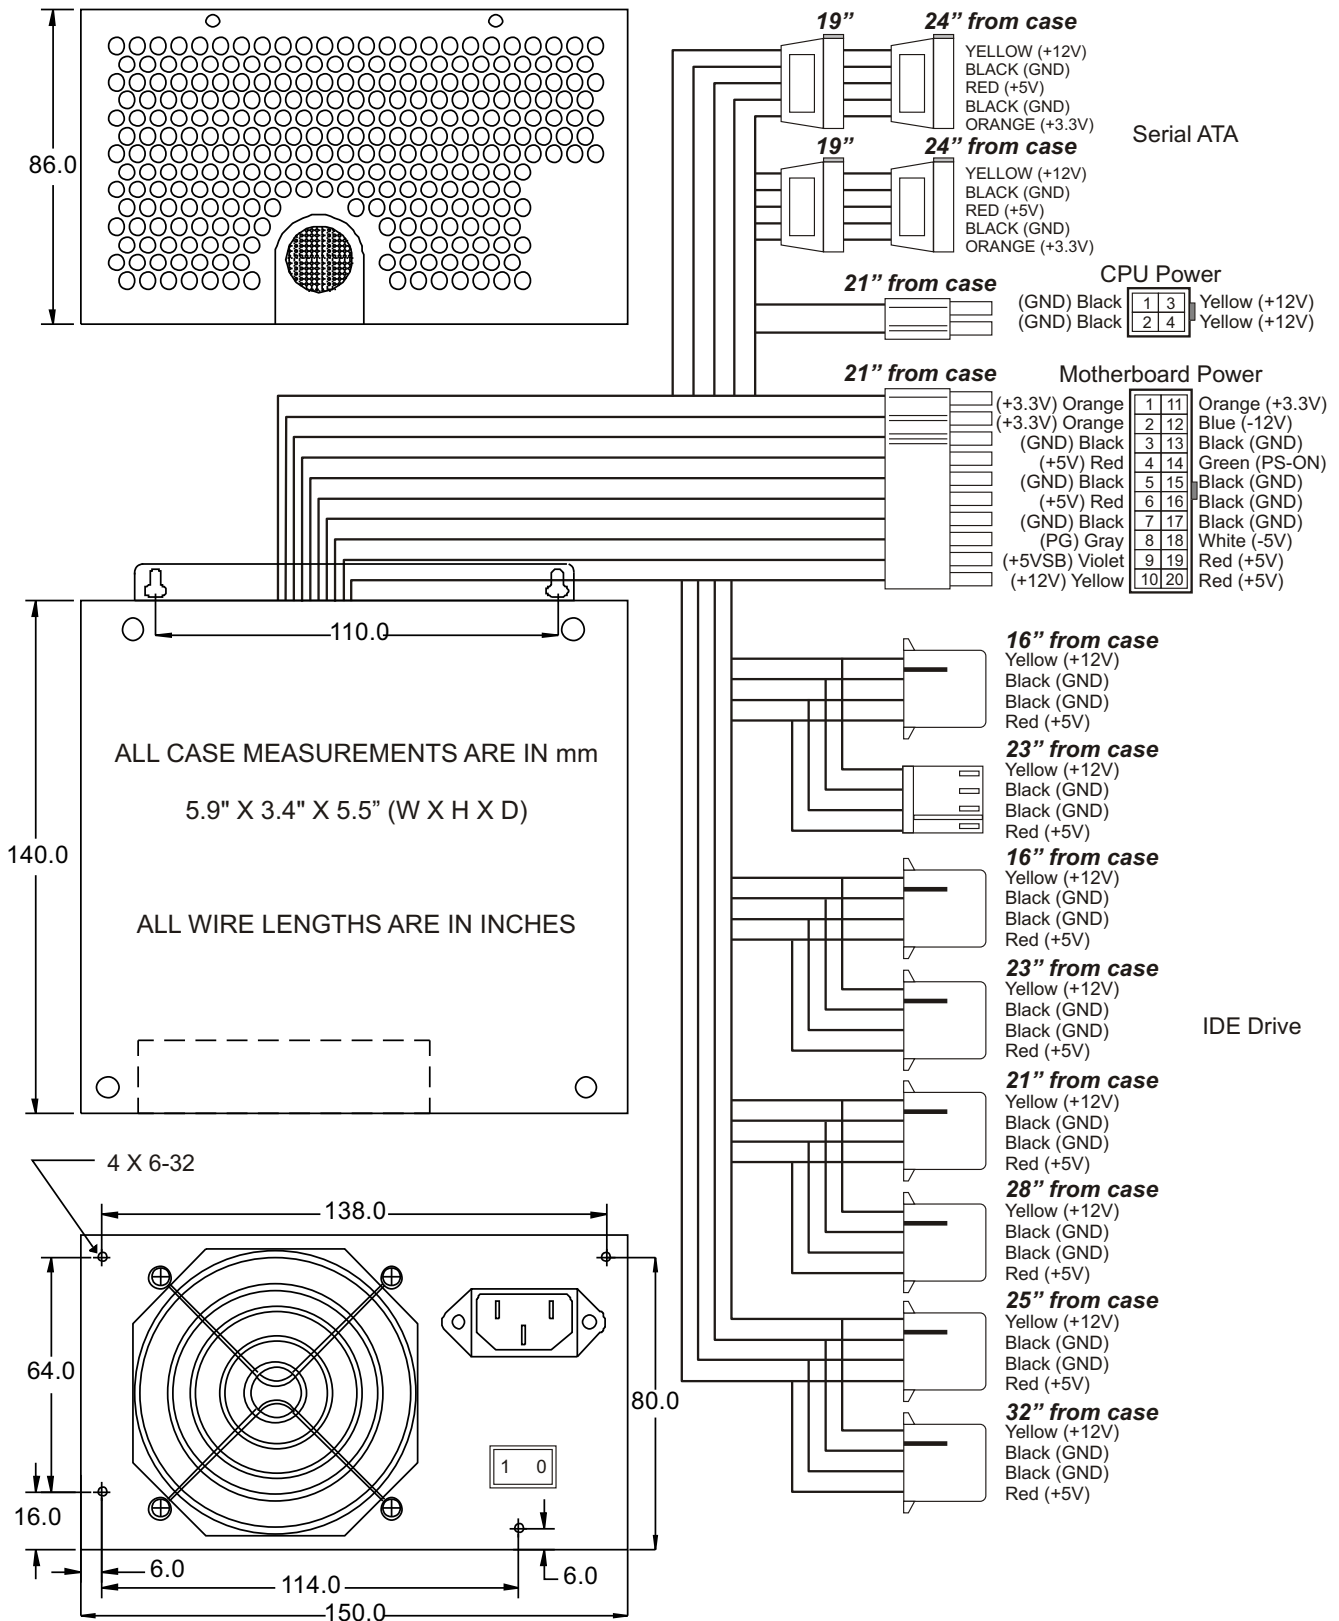 86.0
19”
24” from case
YELLOW (+12V)
BLACK (GND)
RED (+5V)
BLACK (GND)
ORANGE (+3.3V)
Serial ATA
19”
24” from case
YELLOW (+12V)
BLACK (GND)
RED (+5V)
BLACK (GND)
ORANGE (+3.3V)
21” from case
CPU Power
(GND) Black 1 3 Yellow (+12V)
(GND) Black 2 4 Yellow (+12V)
21” from case
Motherboard Power
(+3.3V) Orange 1 11 Orange (+3.3V)
(+3.3V) Orange 2 12 Blue (-12V)
(GND) Black 3 13 Black (GND)
(+5V) Red 4 14 Green (PS-ON)
(GND) Black 5 15 Black (GND)
(+5V) Red 6 16 Black (GND)
(GND) Black 7 17 Black (GND)
(PG) Gray 8 18 White (-5V)
(+5VSB) Violet 9 19 Red (+5V)
(+12V) Yellow 10 20 Red (+5V)
110.0
140.0
ALL CASE MEASUREMENTS ARE IN mm
5.9" X 3.4" X 5.5” (W X H X D)
ALL WIRE LENGTHS ARE IN INCHES
16” from case
Yellow (+12V)
Black (GND)
Black (GND)
Red (+5V)
23” from case
Yellow (+12V)
Black (GND)
Black (GND)
Red (+5V)
16” from case
Yellow (+12V)
Black (GND)
Black (GND)
Red (+5V)
23” from case
Yellow (+12V)
Black (GND)
Black (GND)
Red (+5V)
IDE Drive
21” from case
Yellow (+12V)
Black (GND)
Black (GND)
Red (+5V)
28” from case
Yellow (+12V)
Black (GND)
Black (GND)
Red (+5V)
25” from case
Yellow (+12V)
Black (GND)
Black (GND)
Red (+5V)
32” from case
Yellow (+12V)
Black (GND)
Black (GND)
Red (+5V)
4 X 6-32
138.0
64.0
80.0
1 0
16.0
6.0
114.0
6.0
150.0